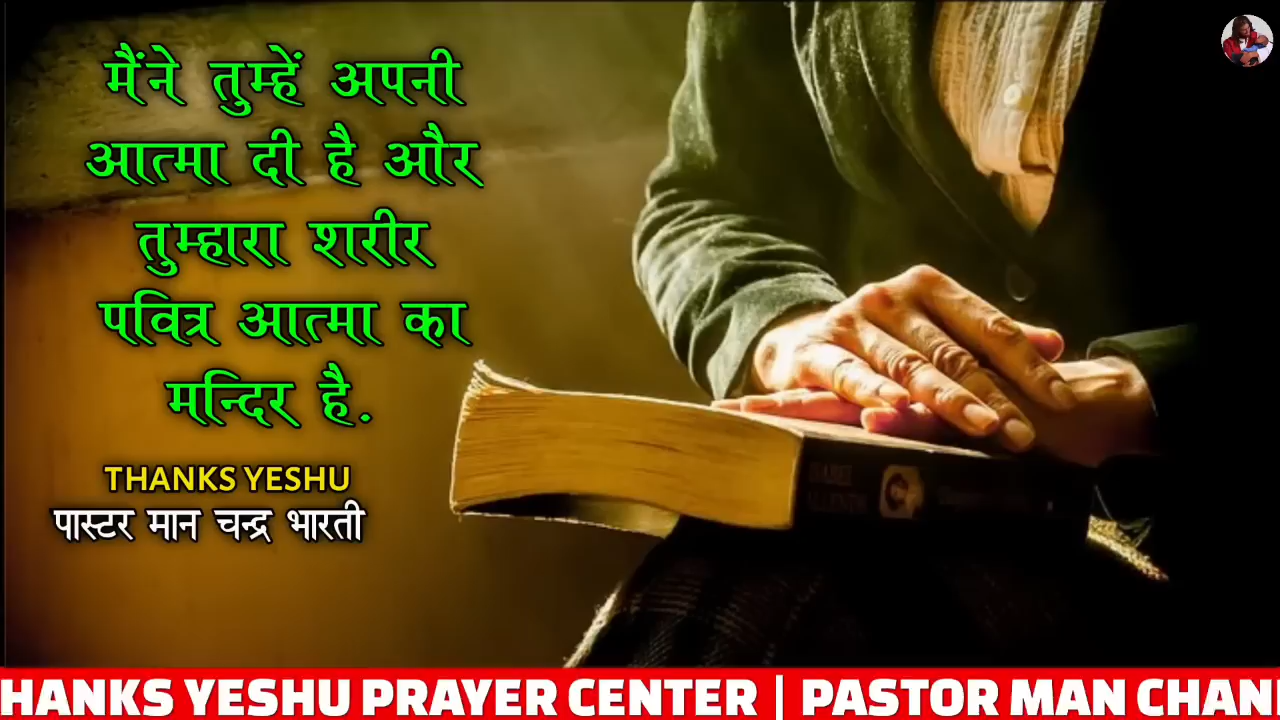 मैंने तुम्हें अपनी
आत्मा दी है और
तुम्हारा शरीर
पवित्र आत्मा का
मन्दिर है.
THANKS YESHU
पास्टर मान चन्द्र भारती
HANKS YESHU PRAYER CENTER | PASTOR MAN CHAN